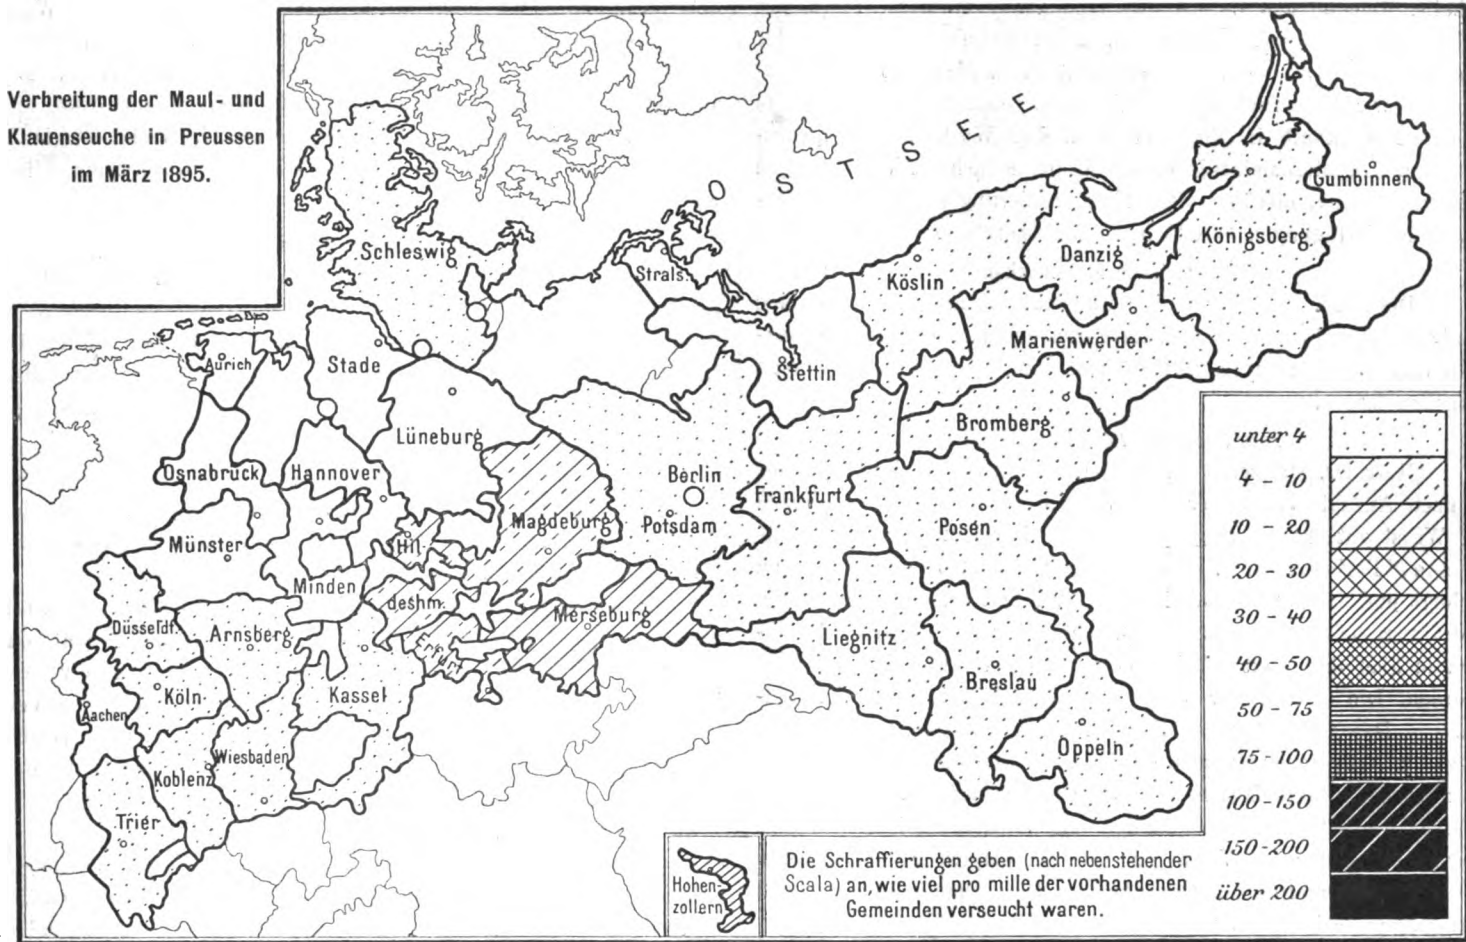 Verbreitung der Maul- und
Klauenseuche in Preussen
im März 1895.
OSTSEE
Gumbinnen
Königsberg
Danzig
Schleswig
Strals.
Köslin
Marienwerder
Aurich
Stade
Stettin
Bromberg
Lüneburg
Osnabrück
Hannover
Berlin
Frankfurt
Magdeburg
Potsdam
Posen
Münster
Hil-
Minden
deshm.
Merseburg
Düsseldf.
Arnsberg
Erfurt
Liegnitz
Köln
Kassel
Breslau
Aachen
Wiesbaden
Koblenz
Oppeln
Trier
unter 4
4 - 10
10 - 20
20 - 30
30 - 40
40 - 50
50 - 75
75 - 100
100 - 150
150 - 200
über 200
Hohen-
zollern
Die Schraffierungen geben (nach nebenstehender
Scala) an, wie viel pro mille der vorhandenen
Gemeinden verseucht waren.